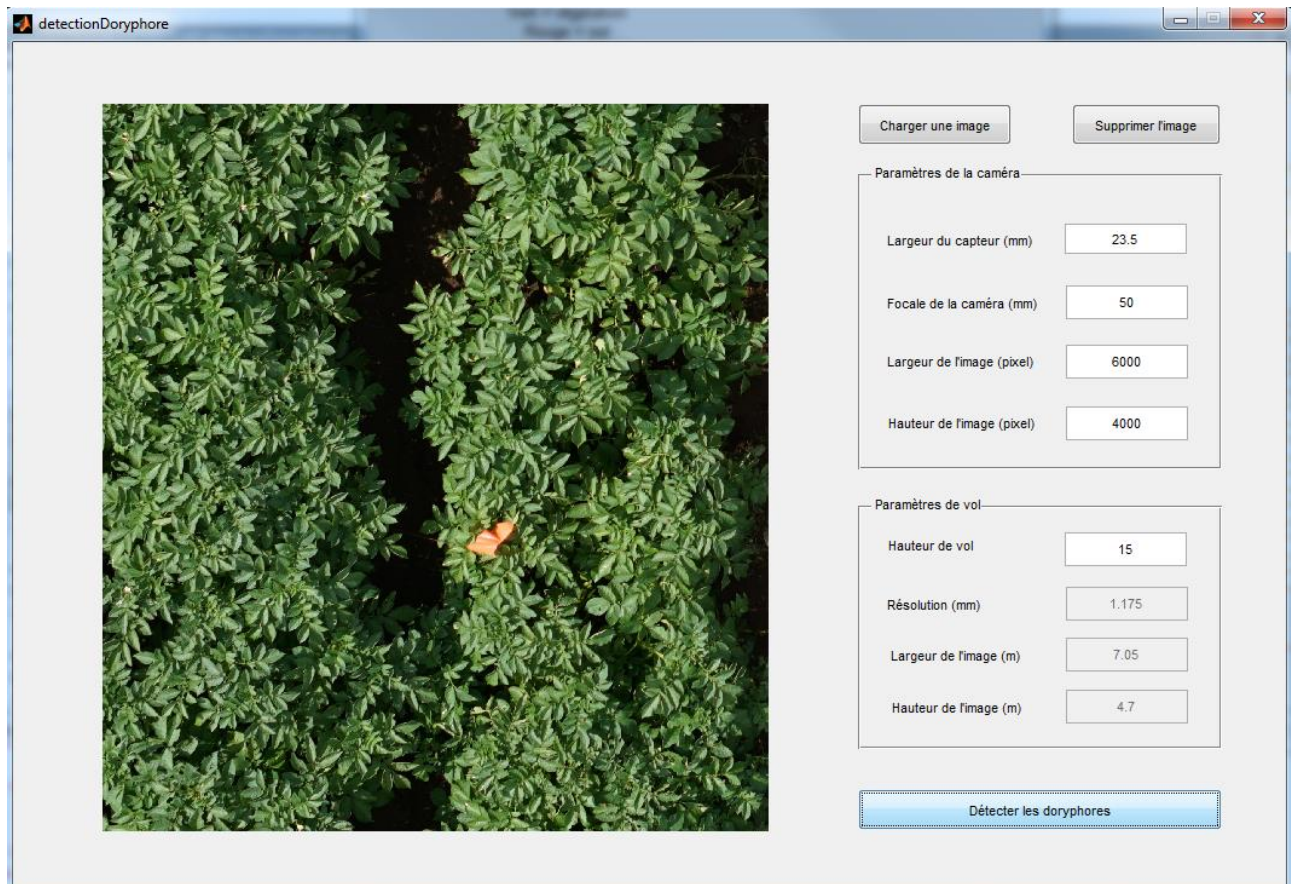 detectionDoryphore
Charger une image
Supprimer l'image
Paramètres de la caméra
Largeur du capteur (mm)
23.5
Focale de la caméra (mm)
50
Largeur de l'image (pixel)
6000
Hauteur de l'image (pixel)
4000
Paramètres de vol
Hauteur de vol
15
Résolution (mm)
1.175
Largeur de l'image (m)
7.05
Hauteur de l'image (m)
4.7
Détecter les doryphores